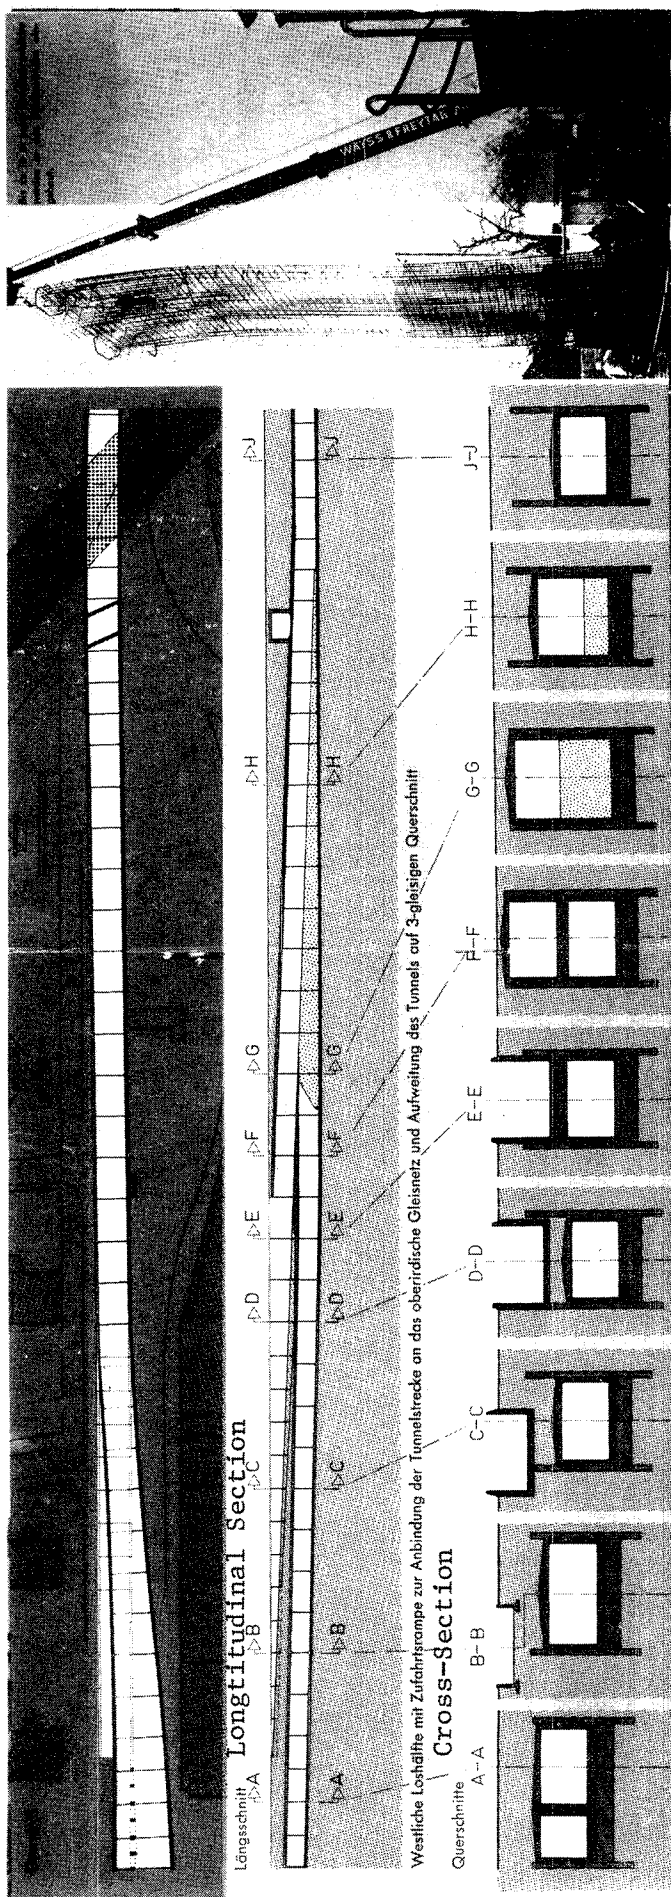 WAYSS & FREYTAG
Längsschnitt
Longtitudinal Section
A B C D E F G H J
A B C D E F G H J
Westliche Loshälfte mit Zufahrtsrampe zur Anbindung der Tunnelstrecke an das oberirdische Gleisnetz und Aufweitung des Tunnels auf 3-gleisigen Querschnitt
Querschnitte
Cross-Section
A-A B-B C-C D-D E-E F-F G-G H-H J-J